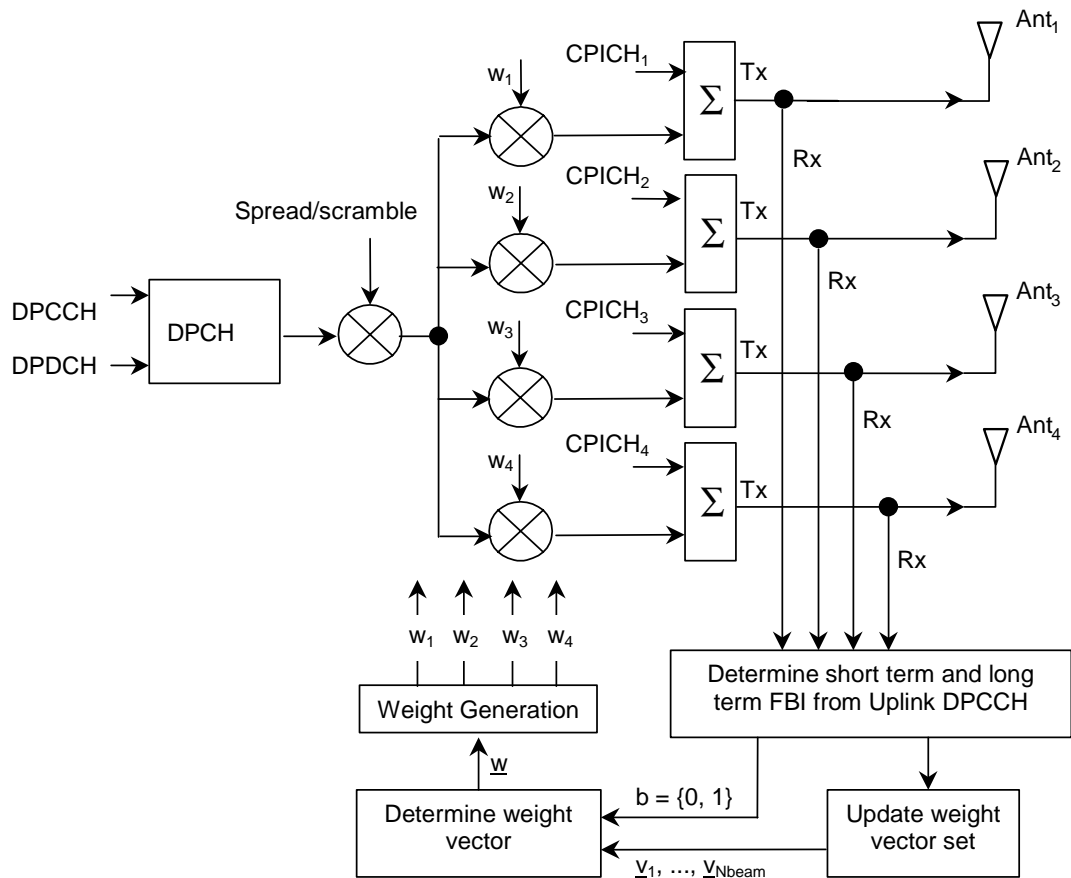 Ant₁
CPICH₁
Tx
w₁
Σ
Rx
Ant₂
CPICH₂
Tx
w₂
Σ
Spread/scramble
Rx
Ant₃
DPCCH
CPICH₃
Tx
w₃
Σ
DPCH
DPDCH
Rx
Ant₄
CPICH₄
Tx
w₄
Σ
Rx
w₁ w₂ w₃ w₄
Determine short term and long
term FBI from Uplink DPCCH
Weight Generation
w
b = {0, 1}
Determine weight
vector
Update weight
vector set
v₁, ..., v_Nbeam